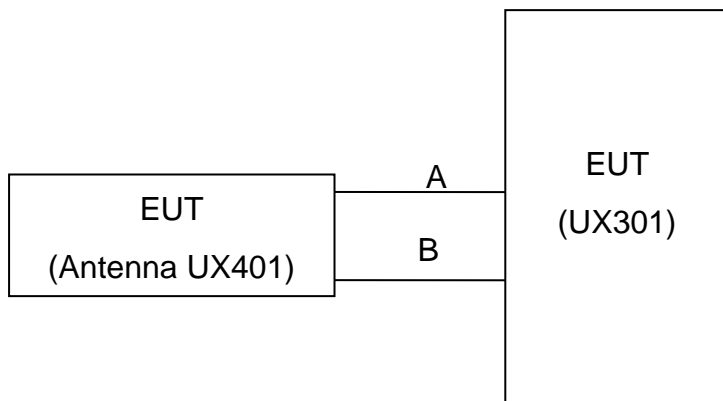 EUT
(Antenna UX401)
A
B
EUT
(UX301)